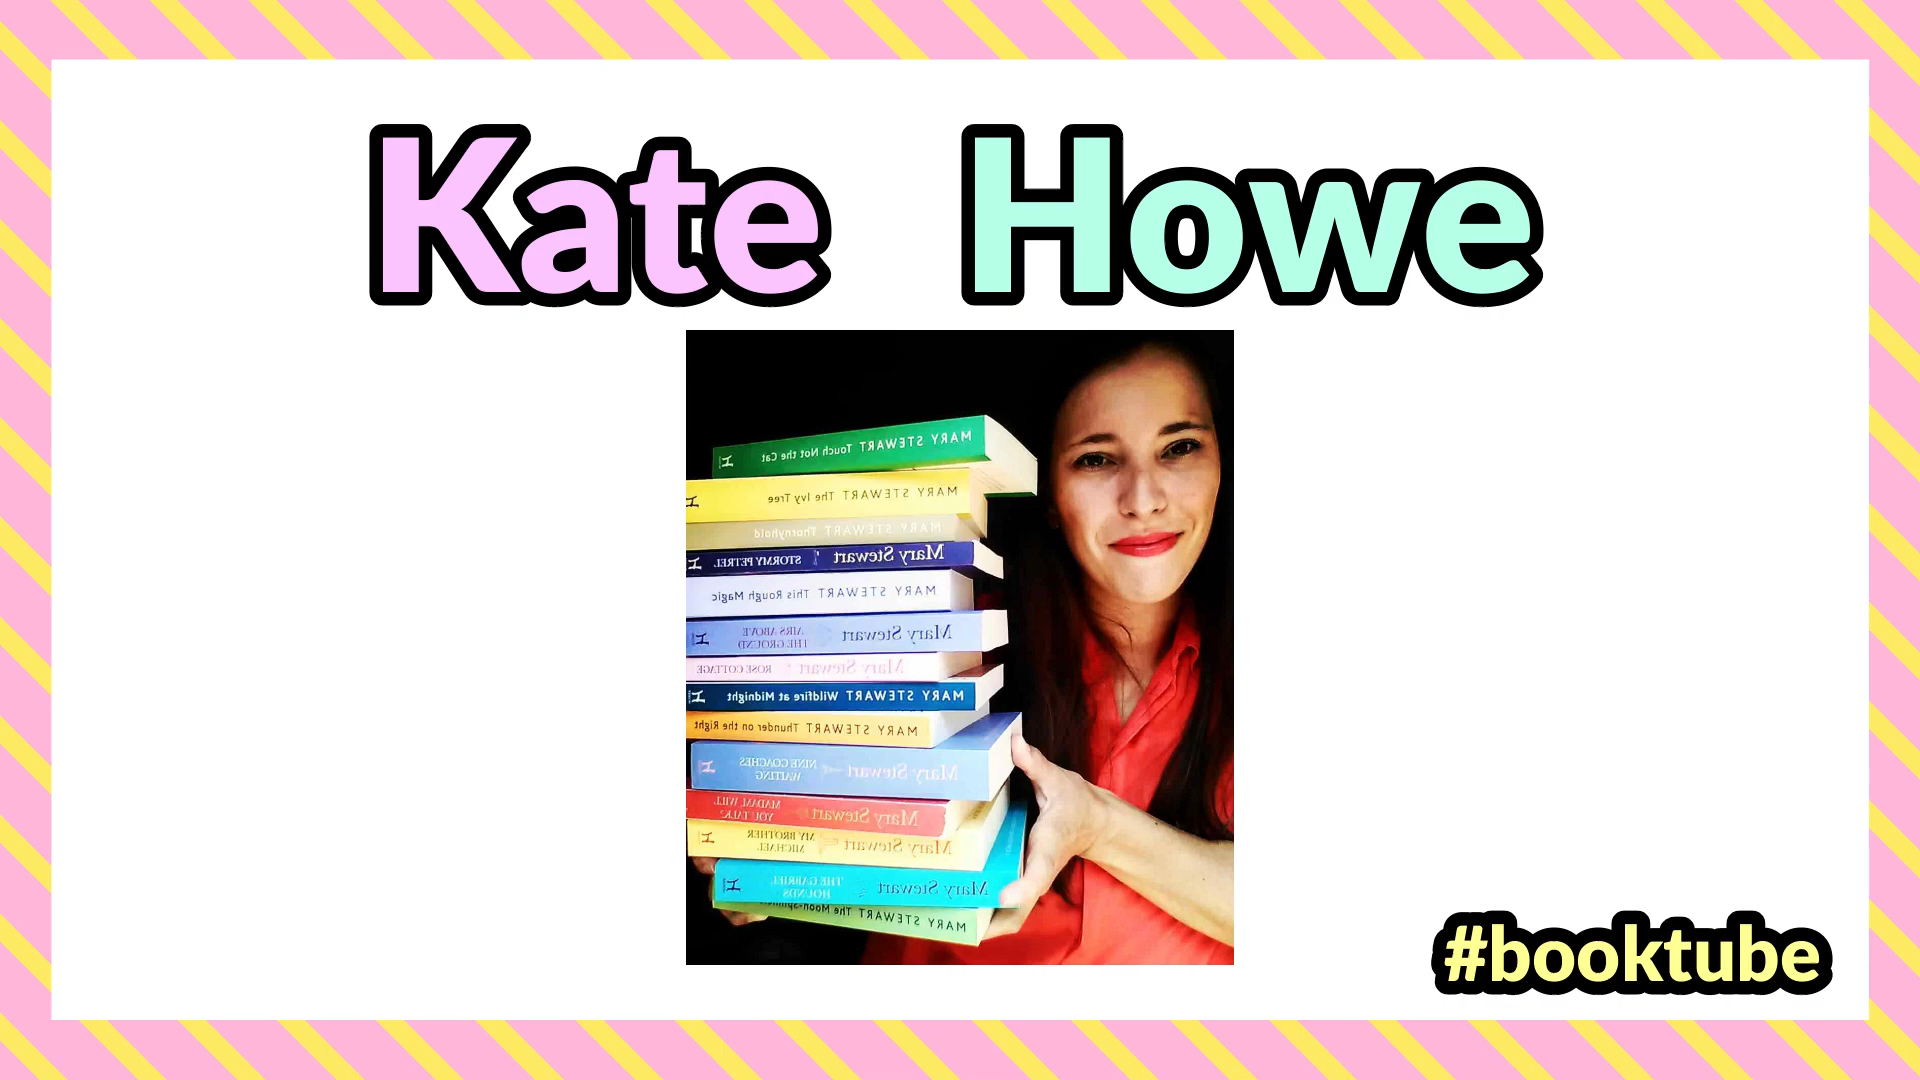 Kate Howe
MARY STEWART Touch Not the Cat
MARY STEWART The Ivy Tree
MARY STEWART Thornyhold
Mary Stewart STORMY PETREL
MARY STEWART This Rough Magic
Mary Stewart AIRS ABOVE
THE GROUND
Mary Stewart ROSE COTTAGE
MARY STEWART Wildfire at Midnight
MARY STEWART Thunder on the Right
Mary Stewart NINE COACHES
WAITING
Mary Stewart MADAM, WILL
YOU TALK?
Mary Stewart MY BROTHER
MICHAEL
Mary Stewart THE GABRIEL
HOUNDS
MARY STEWART The Moon-Spinners
#booktube